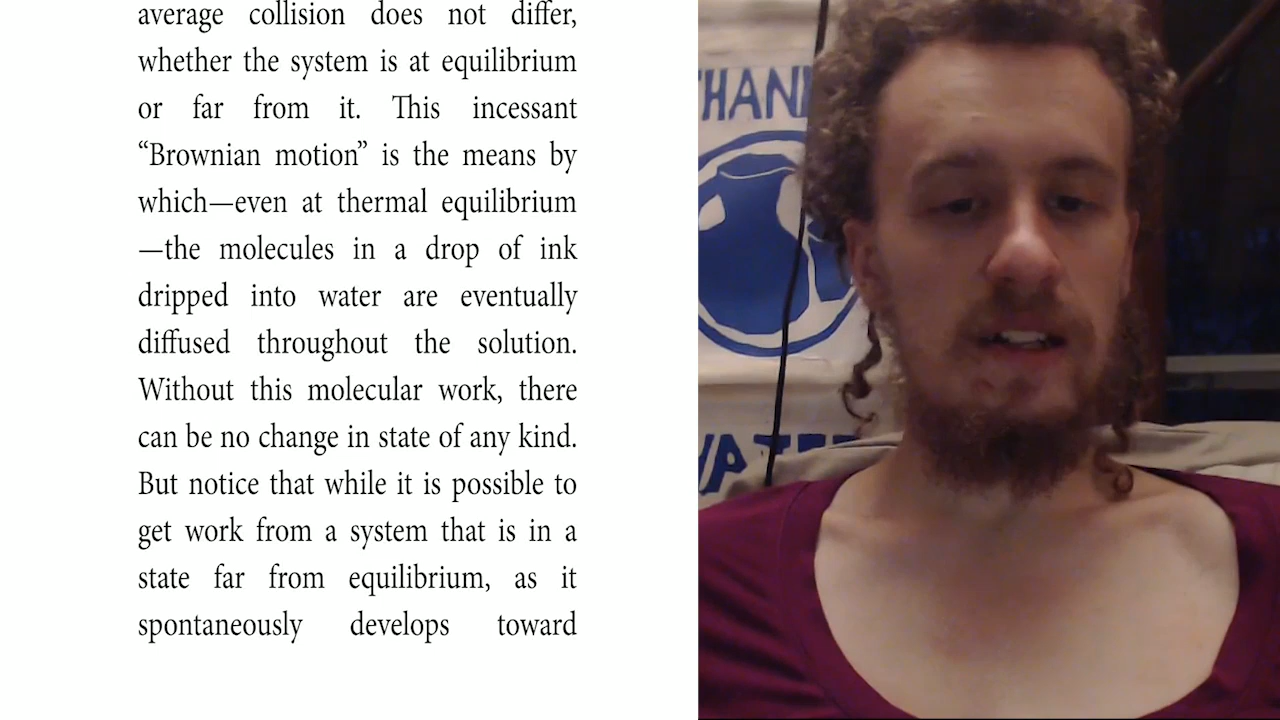 average collision does not differ,
whether the system is at equilibrium
or far from it. This incessant
“Brownian motion” is the means by
which—even at thermal equilibrium
—the molecules in a drop of ink
dripped into water are eventually
diffused throughout the solution.
Without this molecular work, there
can be no change in state of any kind.
But notice that while it is possible to
get work from a system that is in a
state far from equilibrium, as it
spontaneously develops toward